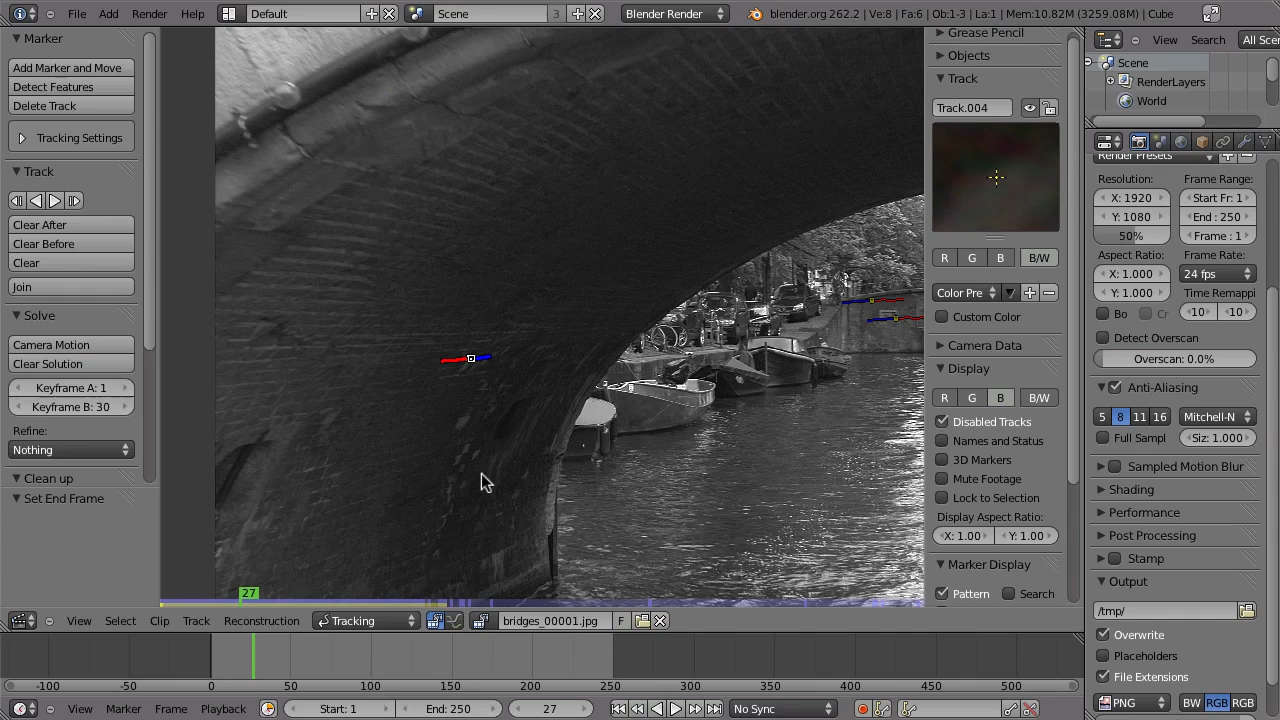 File Add Render Help Default Scene 3 Blender Render blender.org 262.2 | Ve:8 | Fa:6 | Ob:1-3 | La:1 | Mem:10.82M (3259.08M) | Cube
Marker
Add Marker and Move
Detect Features
Delete Track
Tracking Settings
Track
Clear After
Clear Before
Clear
Join
Solve
Camera Motion
Clear Solution
Keyframe A: 1
Keyframe B: 30
Refine:
Nothing
Clean up
Set End Frame
27
Grease Pencil
Objects
Track
Track.004
R G B B/W
Color Pre
Custom Color
Camera Data
Display
R G B B/W
Disabled Tracks
Names and Status
3D Markers
Mute Footage
Lock to Selection
Display Aspect Ratio:
X: 1.00 Y: 1.00
Marker Display
Pattern Search
View Search All Scer
Scene
RenderLayers
World
Render Presets
Resolution: Frame Range:
X: 1920 Start Fr: 1
Y: 1080 End : 250
50% Frame : 1
Aspect Ratio: Frame Rate:
X: 1.000 24 fps
Y: 1.000 Time Remappi
Bo Cr 10 10
Detect Overscan
Overscan: 0.0%
Anti-Aliasing
5 8 11 16 Mitchell-N
Full Sampl Siz: 1.000
Sampled Motion Blur
Shading
Performance
Post Processing
Stamp
Output
/tmp/
Overwrite
Placeholders
File Extensions
PNG BW RGB RGB
View Select Clip Track Reconstruction Tracking bridges_00001.jpg F
-100 -50 0 50 100 150 200 250 300 350 400 450 500
View Marker Frame Playback Start: 1 End: 250 27 No Sync